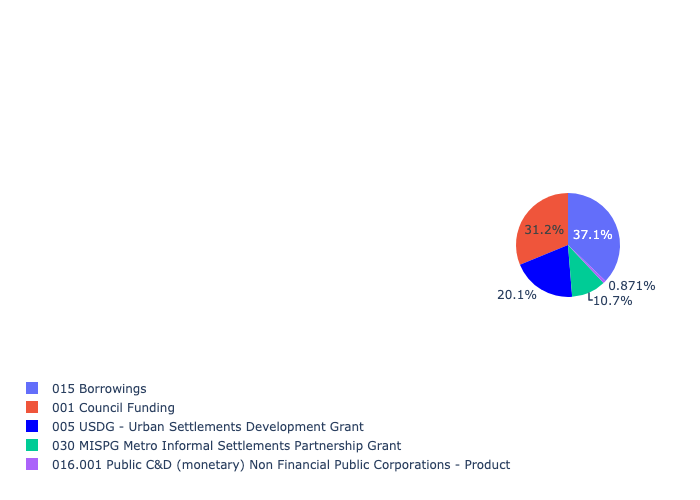 31.2%
37.1%
0.871%
20.1%
10.7%
015 Borrowings
001 Council Funding
005 USDG - Urban Settlements Development Grant
030 MISPG Metro Informal Settlements Partnership Grant
016.001 Public C&D (monetary) Non Financial Public Corporations - Product